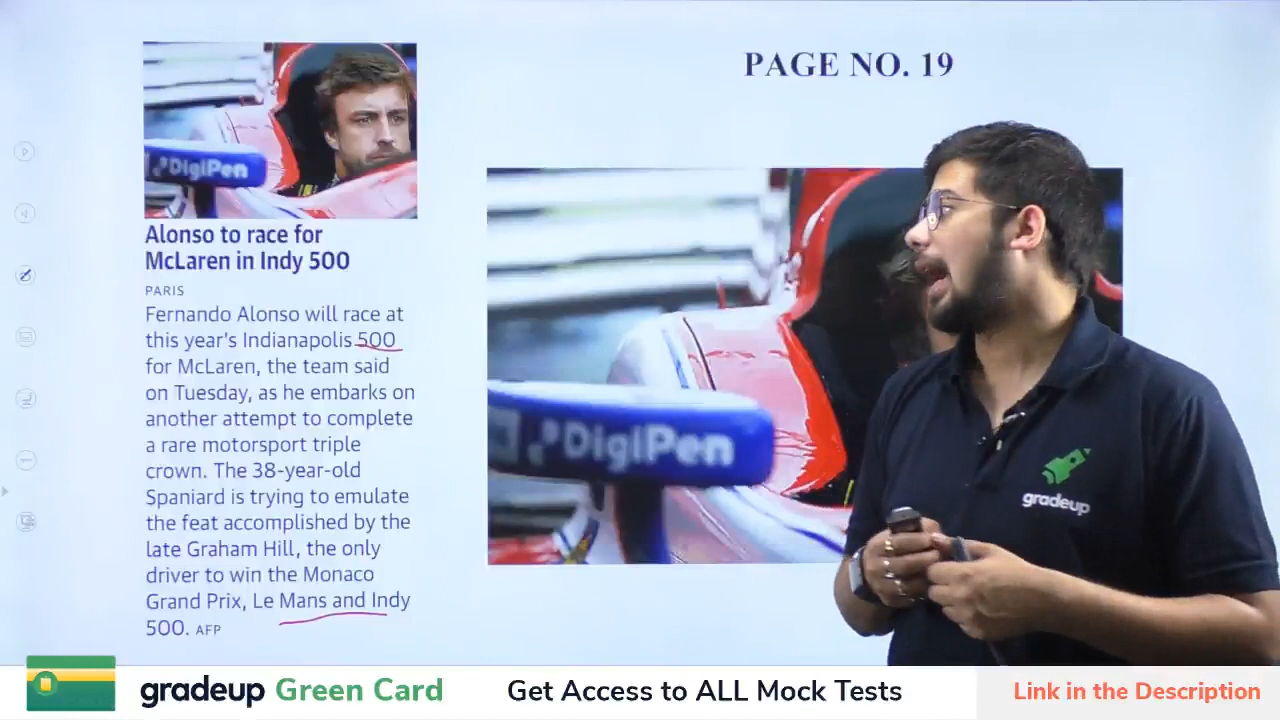 PAGE NO. 19
DigiPen
Alonso to race for
McLaren in Indy 500
PARIS
Fernando Alonso will race at
this year's Indianapolis 500
for McLaren, the team said
on Tuesday, as he embarks on
another attempt to complete
a rare motorsport triple
crown. The 38-year-old
Spaniard is trying to emulate
the feat accomplished by the
late Graham Hill, the only
driver to win the Monaco
Grand Prix, Le Mans and Indy
500. AFP
DigiPen
gradeup
gradeup Green Card
Get Access to ALL Mock Tests
Link in the Description